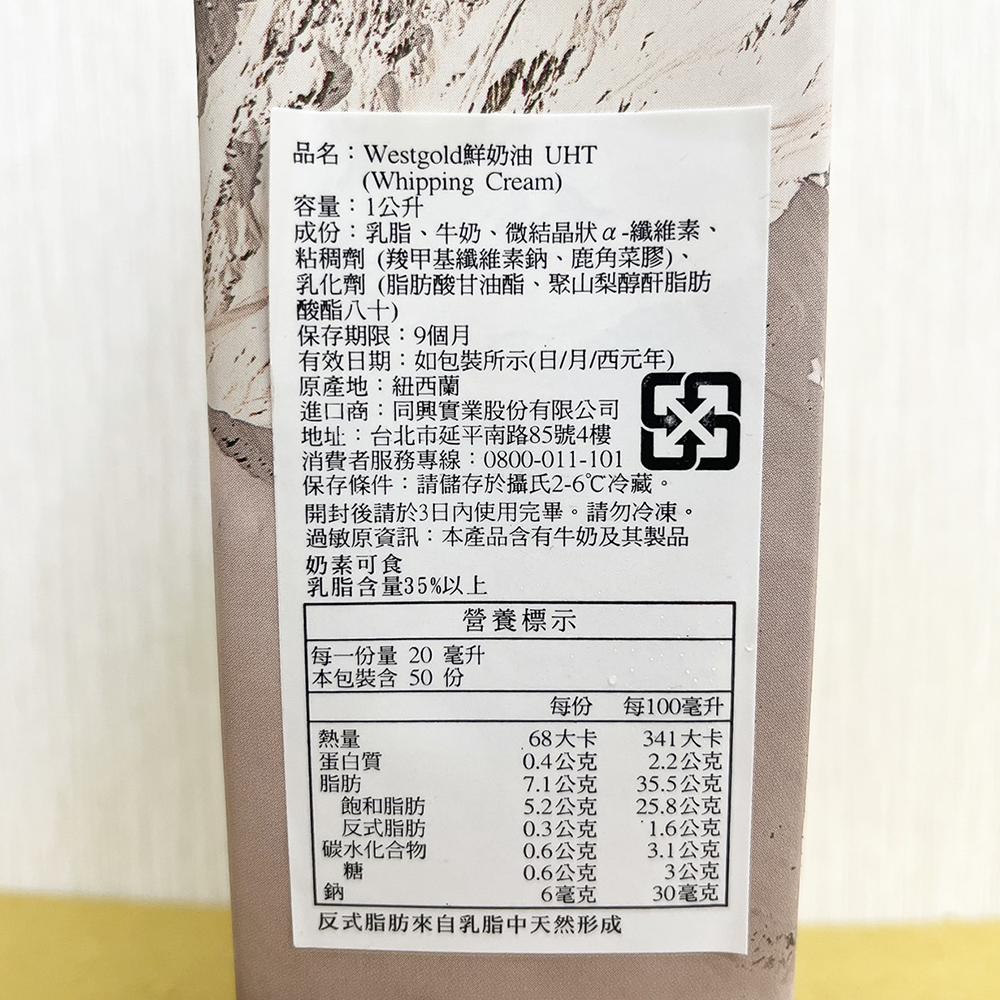 品名：Westgold鮮奶油 UHT
(Whipping Cream)
容量：1公升
成份：乳脂、牛奶、微結晶狀α-纖維素、
粘稠劑 (羧甲基纖維素鈉、鹿角菜膠)、
乳化劑 (脂肪酸甘油酯、聚山梨醇酐脂肪
酸酯八十)
保存期限：9個月
有效日期：如包裝所示(日/月/西元年)
原產地：紐西蘭
進口商：同興實業股份有限公司
地址：台北市延平南路85號4樓
消費者服務專線：0800-011-101
保存條件：請儲存於攝氏2-6℃冷藏。
開封後請於3日內使用完畢。請勿冷凍。
過敏原資訊：本產品含有牛奶及其製品
奶素可食
乳脂含量35%以上
營養標示
每一份量 20 毫升
本包裝含 50 份
每份 每100毫升
熱量 68大卡 341大卡
蛋白質 0.4公克 2.2公克
脂肪 7.1公克 35.5公克
飽和脂肪 5.2公克 25.8公克
反式脂肪 0.3公克 1.6公克
碳水化合物 0.6公克 3.1公克
糖 0.6公克 3公克
鈉 6毫克 30毫克
反式脂肪來自乳脂中天然形成